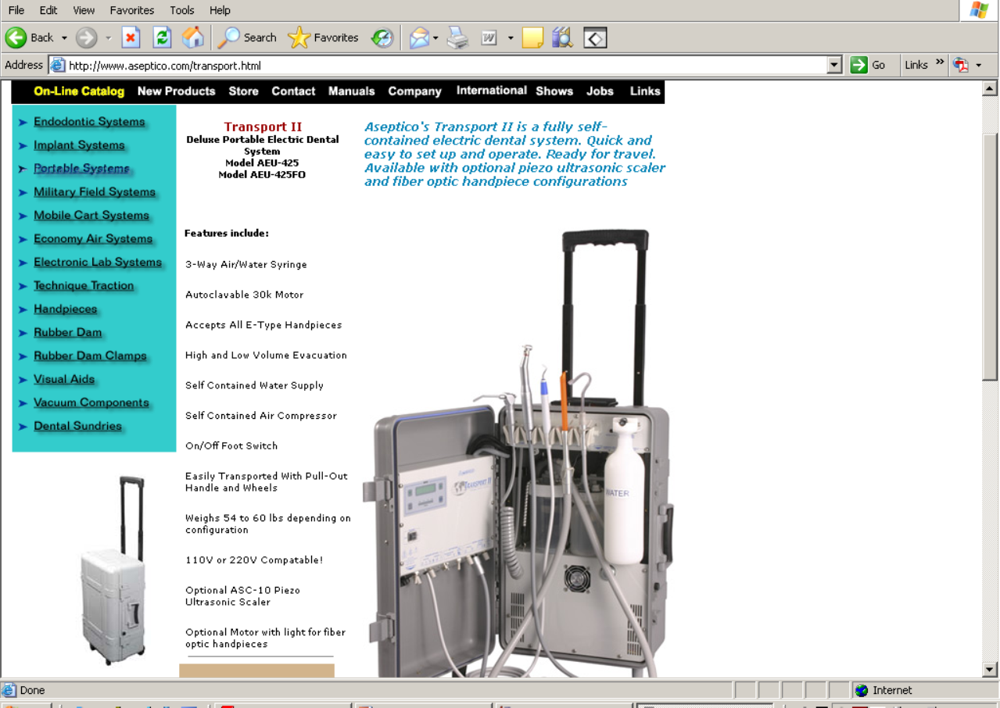 File Edit View Favorites Tools Help
Back Search Favorites
Address http://www.aseptico.com/transport.html Go Links »
On-Line Catalog New Products Store Contact Manuals Company International Shows Jobs Links
Endodontic Systems
Implant Systems
Portable Systems
Military Field Systems
Mobile Cart Systems
Economy Air Systems
Electronic Lab Systems
Technique Traction
Handpieces
Rubber Dam
Rubber Dam Clamps
Visual Aids
Vacuum Components
Dental Sundries
Transport II
Deluxe Portable Electric Dental
System
Model AEU-425
Model AEU-425FO
Aseptico's Transport II is a fully self-
contained electric dental system. Quick and
easy to set up and operate. Ready for travel.
Available with optional piezo ultrasonic scaler
and fiber optic handpiece configurations
Features include:
3-Way Air/Water Syringe
Autoclavable 30k Motor
Accepts All E-Type Handpieces
High and Low Volume Evacuation
Self Contained Water Supply
Self Contained Air Compressor
On/Off Foot Switch
Easily Transported With Pull-Out
Handle and Wheels
Weighs 54 to 60 lbs depending on
configuration
110V or 220V Compatable!
Optional ASC-10 Piezo
Ultrasonic Scaler
Optional Motor with light for fiber
optic handpieces
TRANSPORT II
WATER
Done Internet